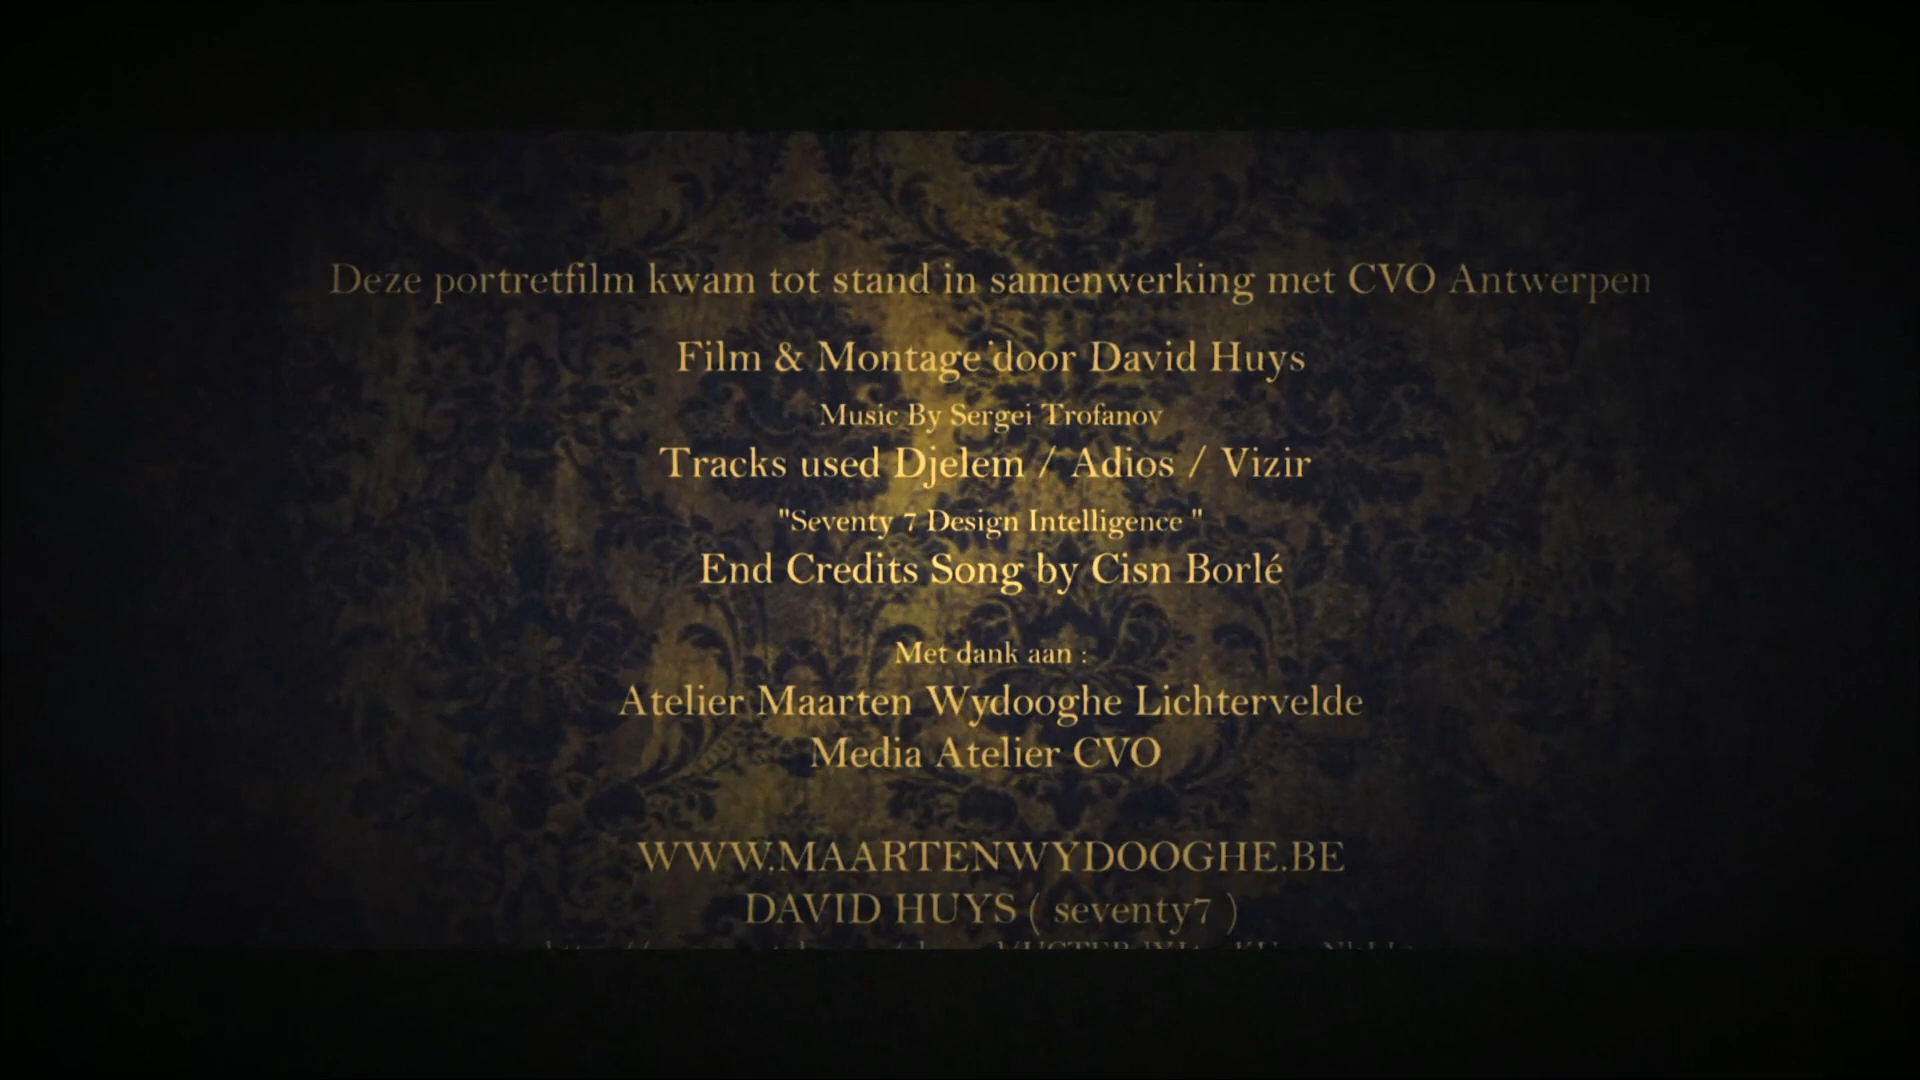 Deze portretfilm kwam tot stand in samenwerking met CVO Antwerpen
Film & Montage door David Huys
Music By Sergei Trofanov
Tracks used Djelem / Adios / Vizir
"Seventy 7 Design Intelligence "
End Credits Song by Cisn Borlé
Met dank aan :
Atelier Maarten Wydooghe Lichtervelde
Media Atelier CVO
WWW.MAARTENWYDOOGHE.BE
DAVID HUYS ( seventy7 )